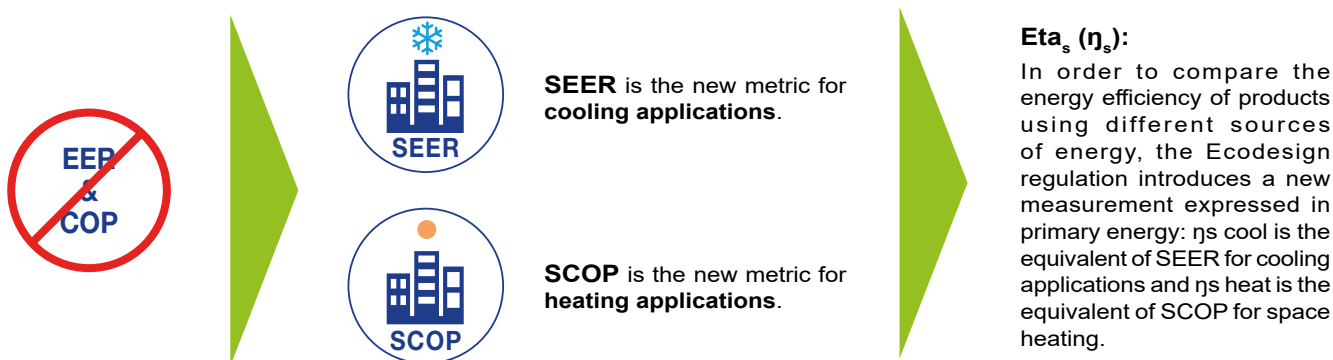 EER
&
COP
SEER
SEER is the new metric for
cooling applications.
SCOP
SCOP is the new metric for
heating applications.
Etaₛ (ŋₛ):
In order to compare the
energy efficiency of products
using different sources
of energy, the Ecodesign
regulation introduces a new
measurement expressed in
primary energy: ŋs cool is the
equivalent of SEER for cooling
applications and ŋs heat is the
equivalent of SCOP for space
heating.